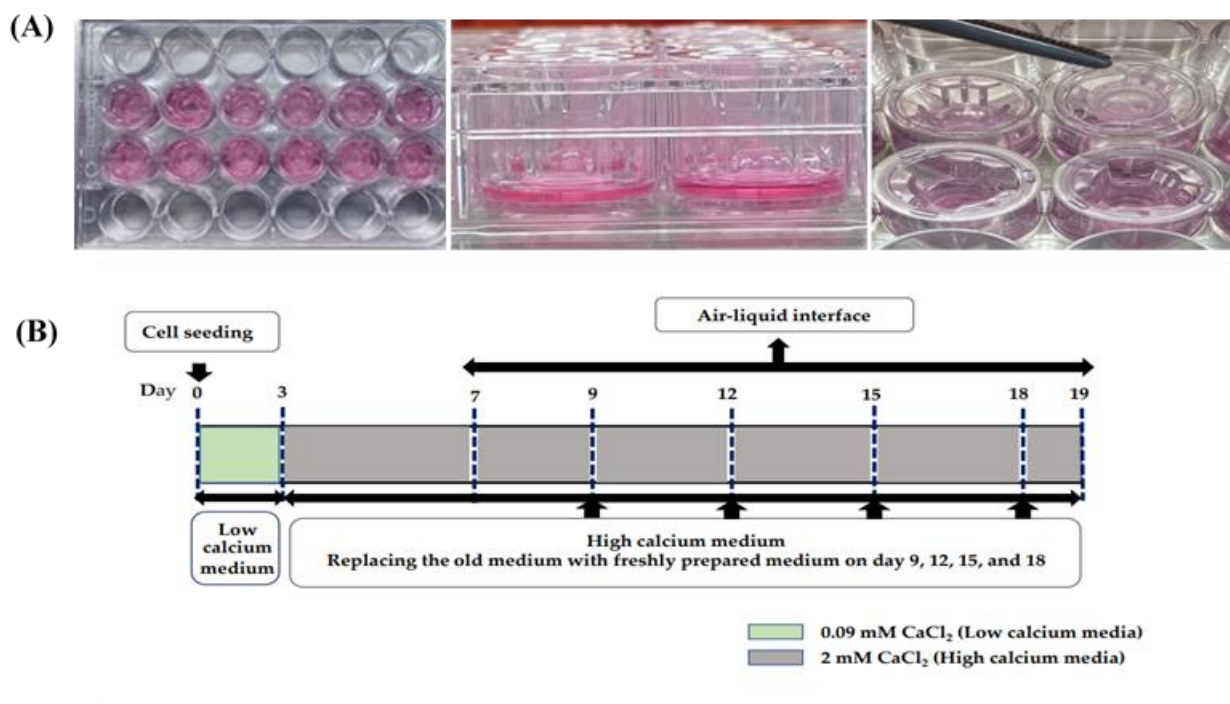 (A)
(B)
Cell seeding
Air-liquid interface
Day 0 3 7 9 12 15 18 19
Low
calcium
medium
High calcium medium
Replacing the old medium with freshly prepared medium on day 9, 12, 15, and 18
0.09 mM CaCl₂ (Low calcium media)
2 mM CaCl₂ (High calcium media)